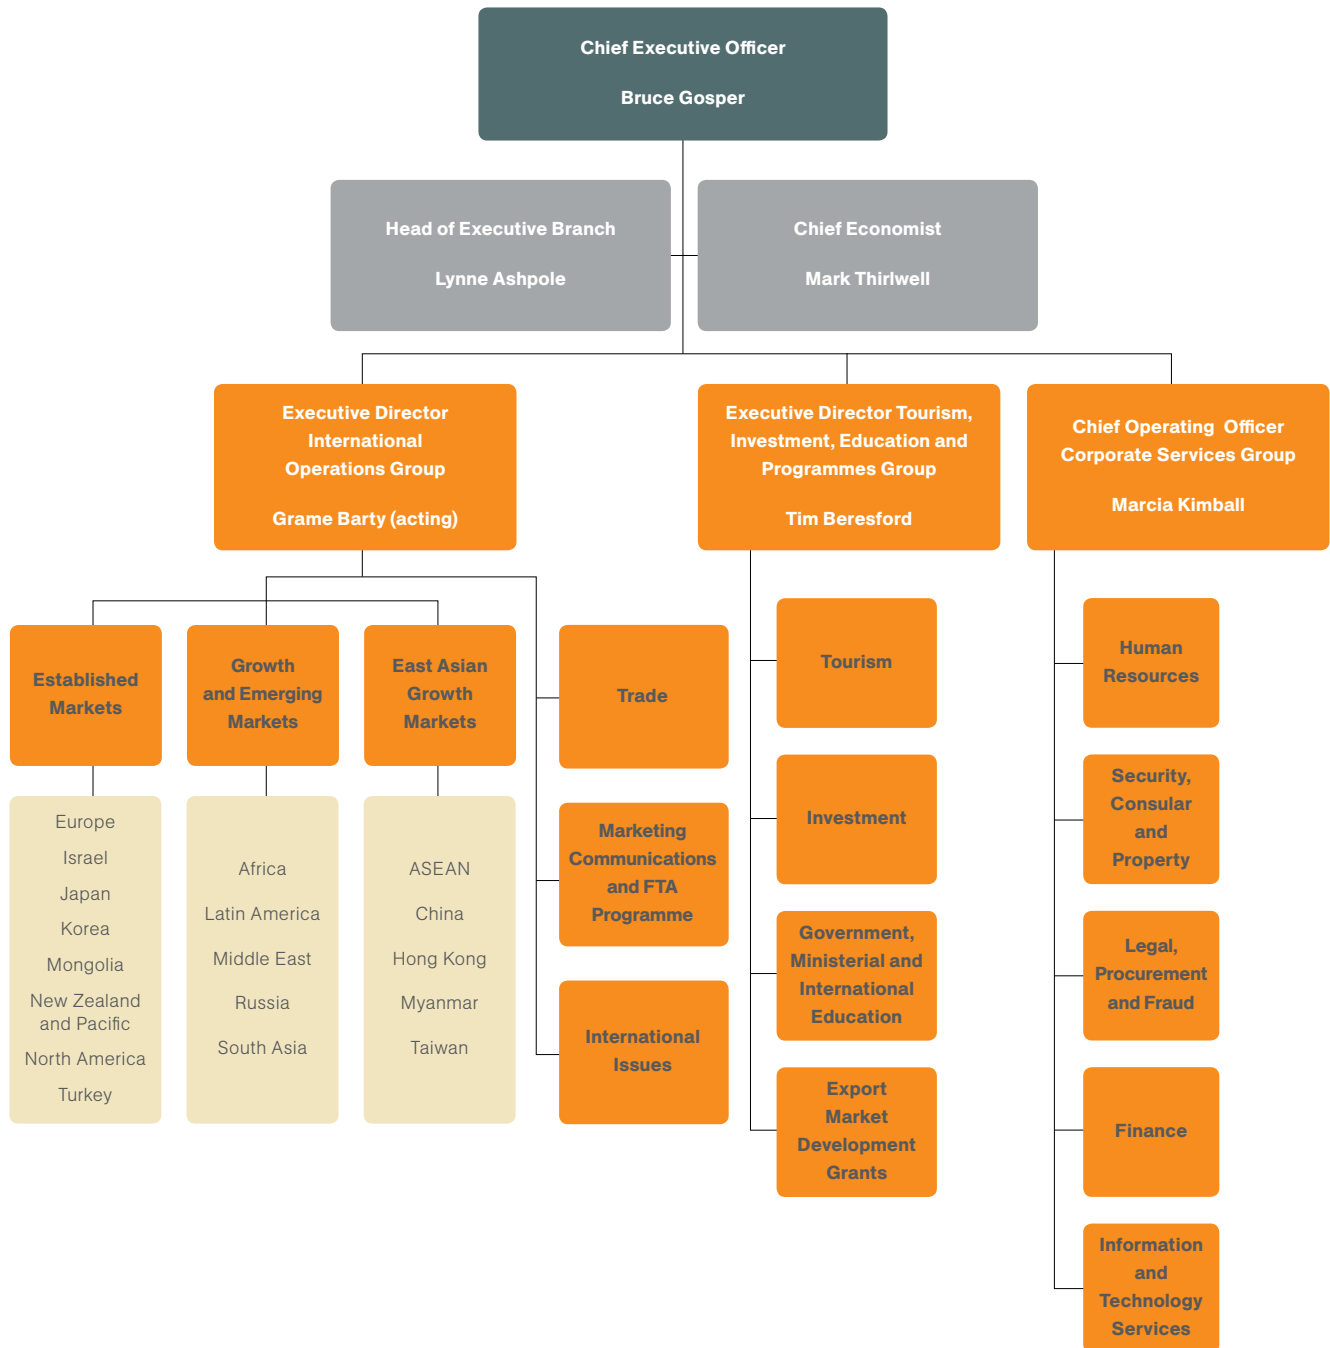 Chief Executive Officer
Bruce Gosper
Head of Executive Branch
Lynne Ashpole
Chief Economist
Mark Thirlwell
Executive Director
International
Operations Group
Grame Barty (acting)
Executive Director Tourism,
Investment, Education and
Programmes Group
Tim Beresford
Chief Operating Officer
Corporate Services Group
Marcia Kimball
Established
Markets
Growth
and Emerging
Markets
East Asian
Growth
Markets
Europe
Israel
Japan
Korea
Mongolia
New Zealand
and Pacific
North America
Turkey
Africa
Latin America
Middle East
Russia
South Asia
ASEAN
China
Hong Kong
Myanmar
Taiwan
Trade
Marketing
Communications
and FTA
Programme
International
Issues
Tourism
Investment
Government,
Ministerial and
International
Education
Export
Market
Development
Grants
Human
Resources
Security,
Consular
and
Property
Legal,
Procurement
and Fraud
Finance
Information
and
Technology
Services